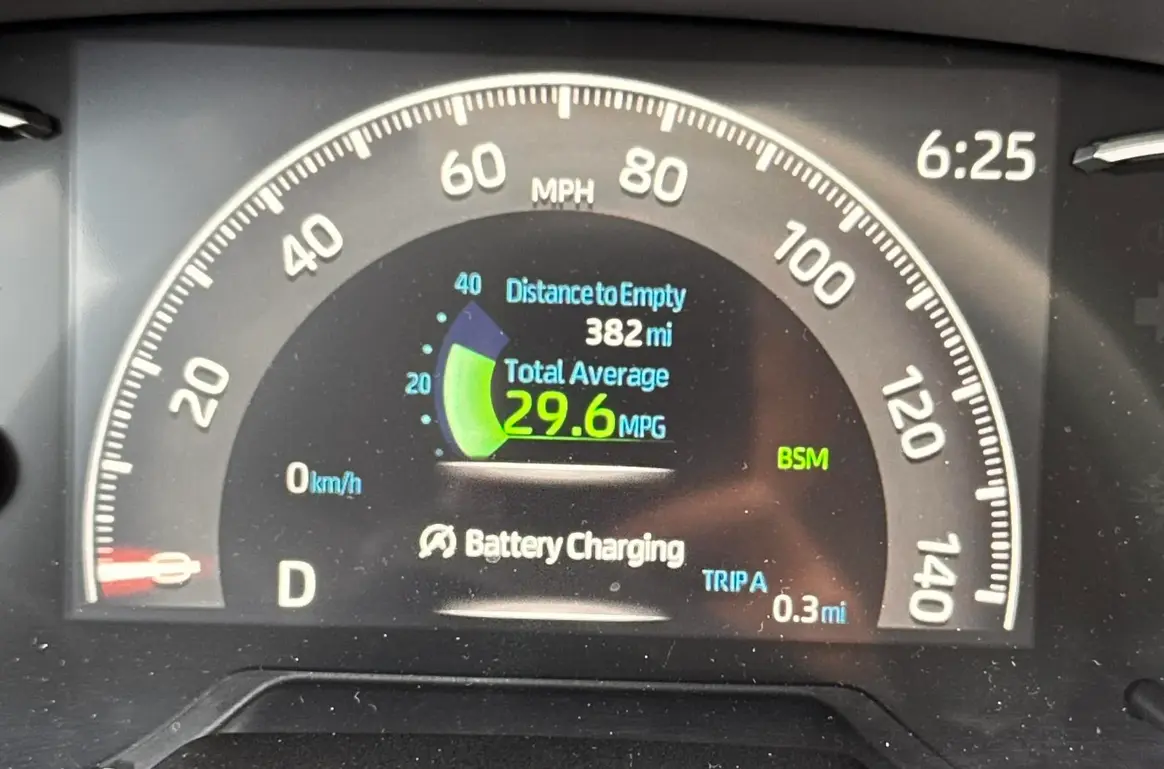 6:25
60
MPH
80
40
100
20
120
0
140
40
Distance to Empty
382 mi
20
Total Average
29.6 MPG
BSM
0 km/h
Battery Charging
D
TRIP A
0.3 mi